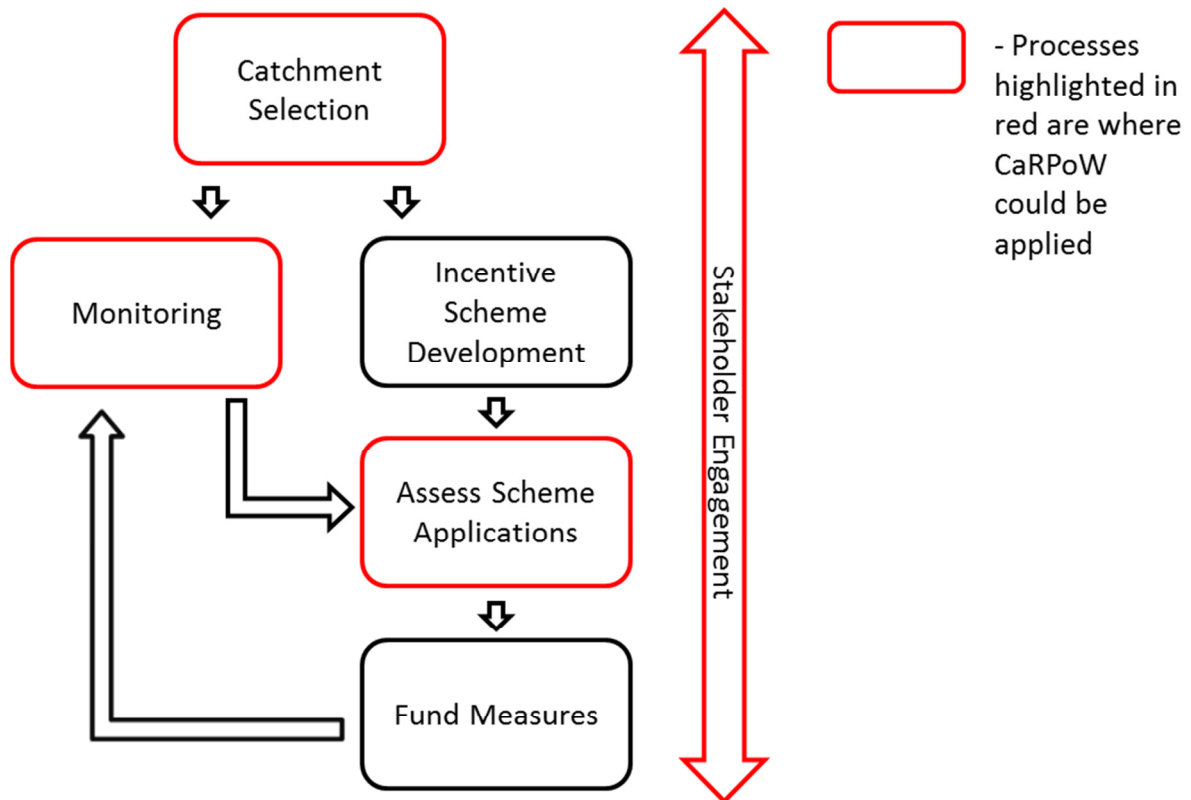 Catchment
Selection
Monitoring
Incentive
Scheme
Development
Assess Scheme
Applications
Fund Measures
Stakeholder Engagement
- Processes
highlighted in
red are where
CaRPoW
could be
applied